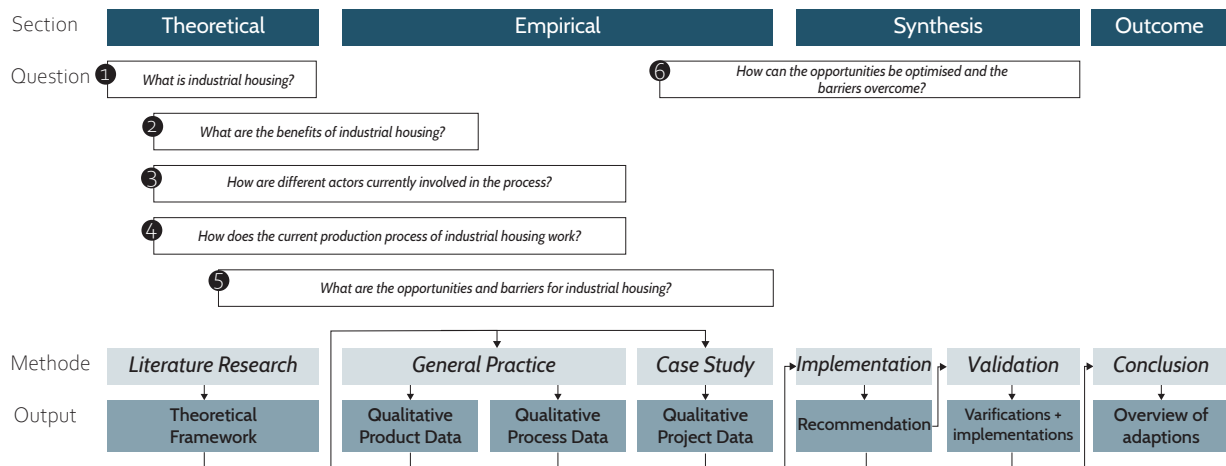 Section
Theoretical
Empirical
Synthesis
Outcome
Question
1
What is industrial housing?
6
How can the opportunities be optimised and the
barriers overcome?
2
What are the benefits of industrial housing?
3
How are different actors currently involved in the process?
4
How does the current production process of industrial housing work?
5
What are the opportunities and barriers for industrial housing?
Methode
Literature Research
General Practice
Case Study
Implementation
Validation
Conclusion
Output
Theoretical
Framework
Qualitative
Product Data
Qualitative
Process Data
Qualitative
Project Data
Recommendation
Varifications +
implementations
Overview of
adaptions